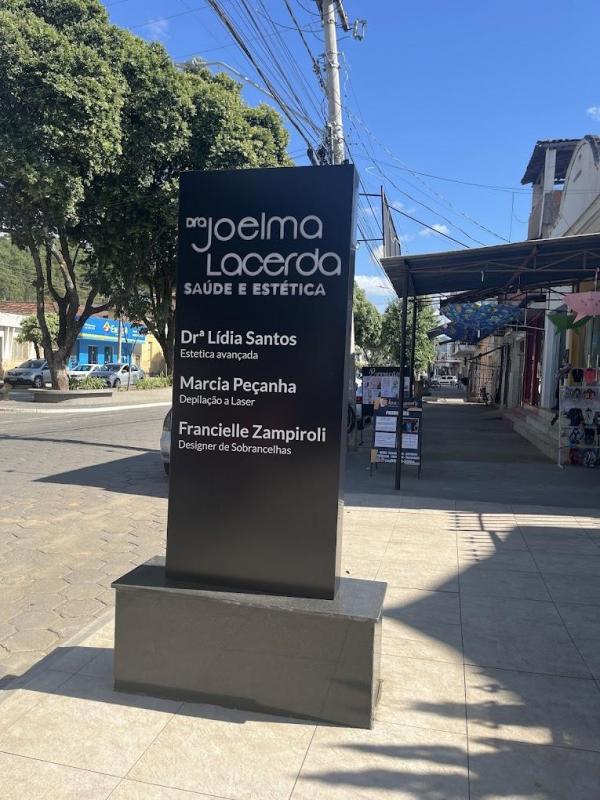 Dra Joelma
Lacerda
SAÚDE E ESTÉTICA
Drª Lídia Santos
Estetica avançada
Marcia Peçanha
Depilação a Laser
Francielle Zampiroli
Designer de Sobrancelhas